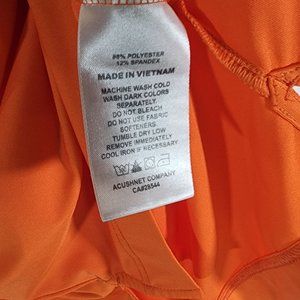 88% POLYESTER
12% SPANDEX
MADE IN VIETNAM
MACHINE WASH COLD
WASH DARK COLORS
SEPARATELY.
DO NOT BLEACH
DO NOT USE FABRIC
SOFTENERS
TUMBLE DRY LOW
REMOVE IMMEDIATELY
COOL IRON IF NECESSARY
ACUSHNET COMPANY
CA#28544